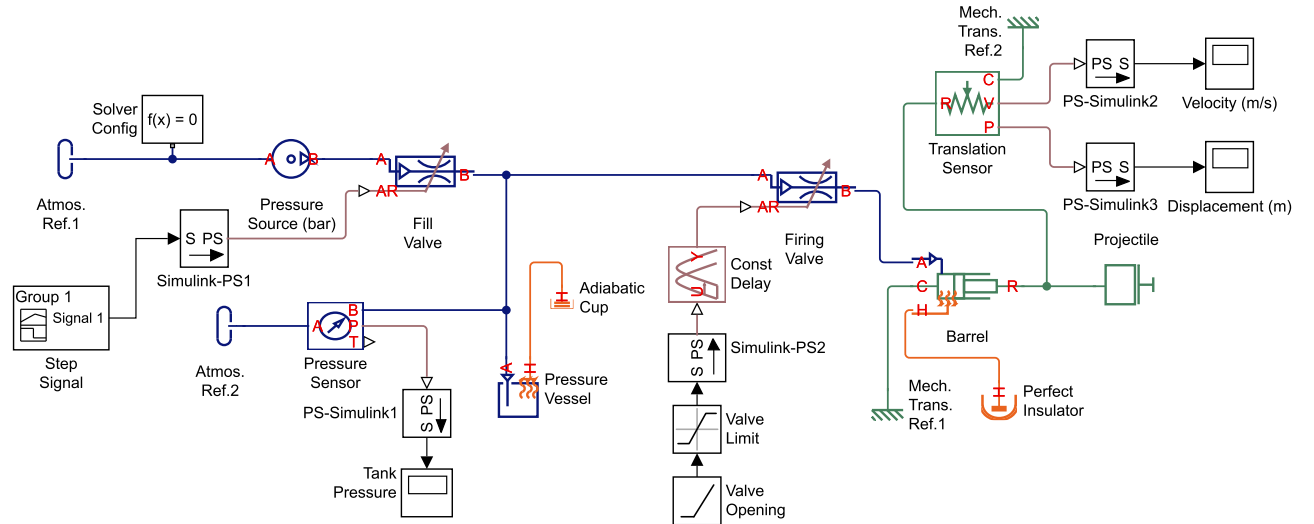 Solver
Config
f(x) = 0
A
B
A
B
AR
Atmos.
Ref.1
Pressure
Source (bar)
Fill
Valve
S PS
Simulink-PS1
Group 1
Signal 1
Step
Signal
Atmos.
Ref.2
A
B
P
T
Pressure
Sensor
S PS
PS-Simulink1
Tank
Pressure
A
H
Pressure
Vessel
H
Adiabatic
Cup
A
B
AR
Firing
Valve
Y
U
Const
Delay
S PS
Simulink-PS2
Valve
Limit
Valve
Opening
Mech.
Trans.
Ref.2
R
C
V
P
Translation
Sensor
PS S
PS-Simulink2
Velocity (m/s)
PS S
PS-Simulink3
Displacement (m)
Projectile
A
C
R
H
Barrel
Mech.
Trans.
Ref.1
H
Perfect
Insulator